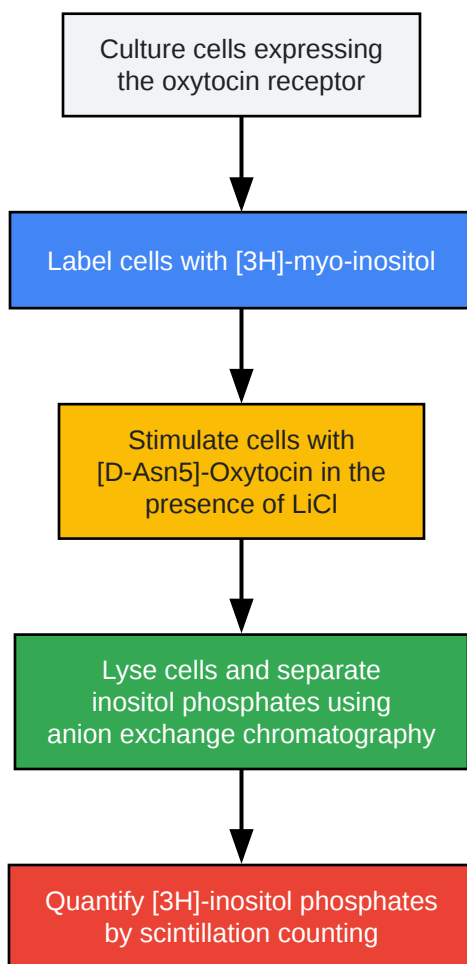 Culture cells expressing
the oxytocin receptor
Label cells with [3H]-myo-inositol
Stimulate cells with
[D-Asn5]-Oxytocin in the
presence of LiCl
Lyse cells and separate
inositol phosphates using
anion exchange chromatography
Quantify [3H]-inositol phosphates
by scintillation counting